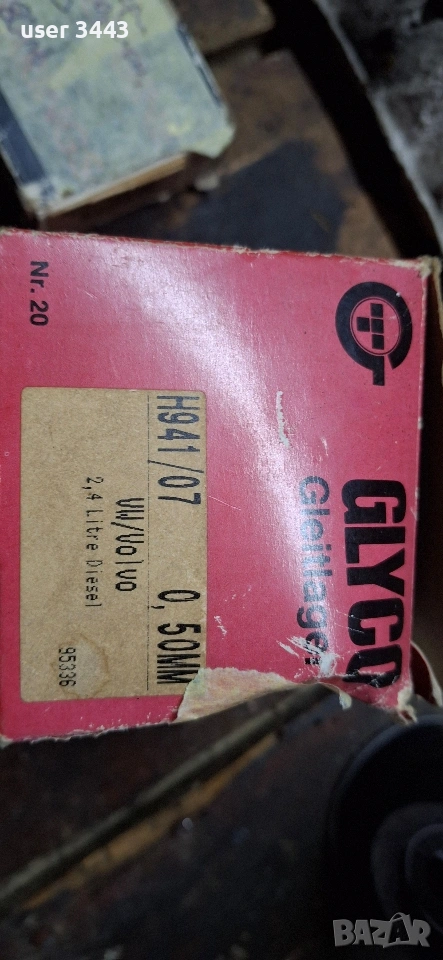 user 3443
Nr. 20
GLYCO
Gleitlager
H941/07 0,50MM
VW/Volvo
2,4 Litre Diesel
95336
BAZAR